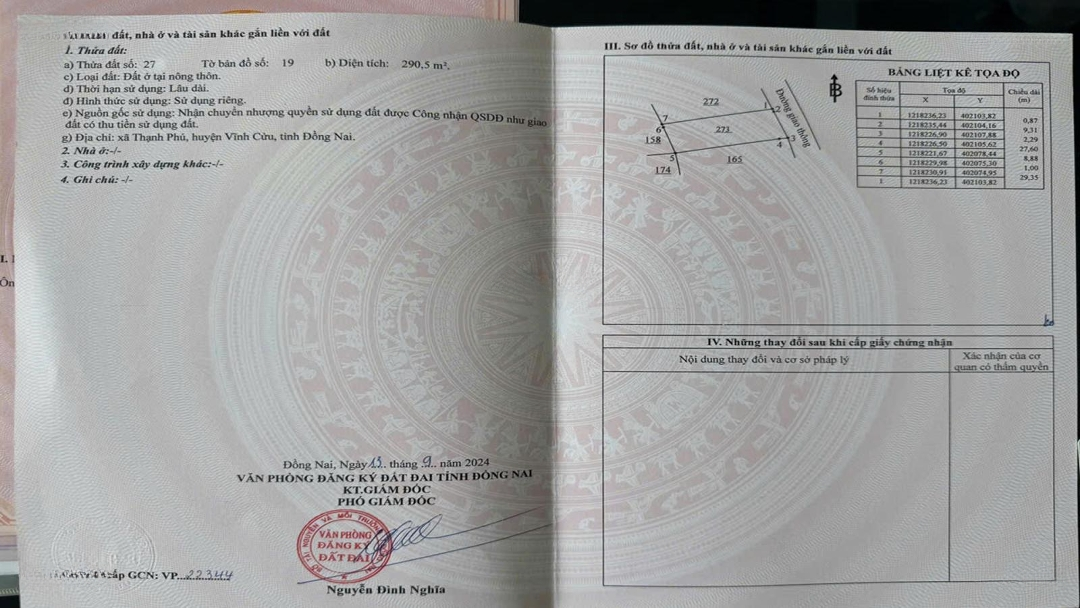 đất, nhà ở và tài sản khác gắn liền với đất
1. Thửa đất:
a) Thửa đất số: 27 Tờ bản đồ số: 19 b) Diện tích: 290,5 m².
c) Loại đất: Đất ở tại nông thôn.
d) Thời hạn sử dụng: Lâu dài.
đ) Hình thức sử dụng: Sử dụng riêng.
e) Nguồn gốc sử dụng: Nhận chuyển nhượng quyền sử dụng đất được Công nhận QSDĐ như giao
đất có thu tiền sử dụng đất.
g) Địa chỉ: xã Thạnh Phú, huyện Vĩnh Cửu, tỉnh Đồng Nai.
2. Nhà ở:-/-
3. Công trình xây dựng khác:-/-
4. Ghi chú: -/-
I.
Ôn
Đồng Nai, Ngày 13 tháng 9 năm 2024
VĂN PHÒNG ĐĂNG KÝ ĐẤT ĐAI TỈNH ĐỒNG NAI
KT.GIÁM ĐỐC
PHÓ GIÁM ĐỐC
VĂN PHÒNG
ĐĂNG KÝ
ĐẤT ĐAI
cấp GCN: VP 22344
Nguyễn Đình Nghĩa
III. Sơ đồ thửa đất, nhà ở và tài sản khác gắn liền với đất
B
272
1
2
Đường giao thông
7
6
273
3
4
158
5
165
174
BẢNG LIỆT KÊ TỌA ĐỘ
Số hiệu đỉnh thửa Tọa độ Chiều dài (m)
X Y
1 1218236,23 402103,82
0,87
2 1218235,44 402104,16
9,31
3 1218226,90 402107,88
2,29
4 1218226,50 402105,62
27,60
5 1218221,67 402078,44
8,88
6 1218229,98 402075,30
1,00
7 1218230,91 402074,95
29,35
1 1218236,23 402103,82
IV. Những thay đổi sau khi cấp giấy chứng nhận
Nội dung thay đổi và cơ sở pháp lý
Xác nhận của cơ
quan có thẩm quyền